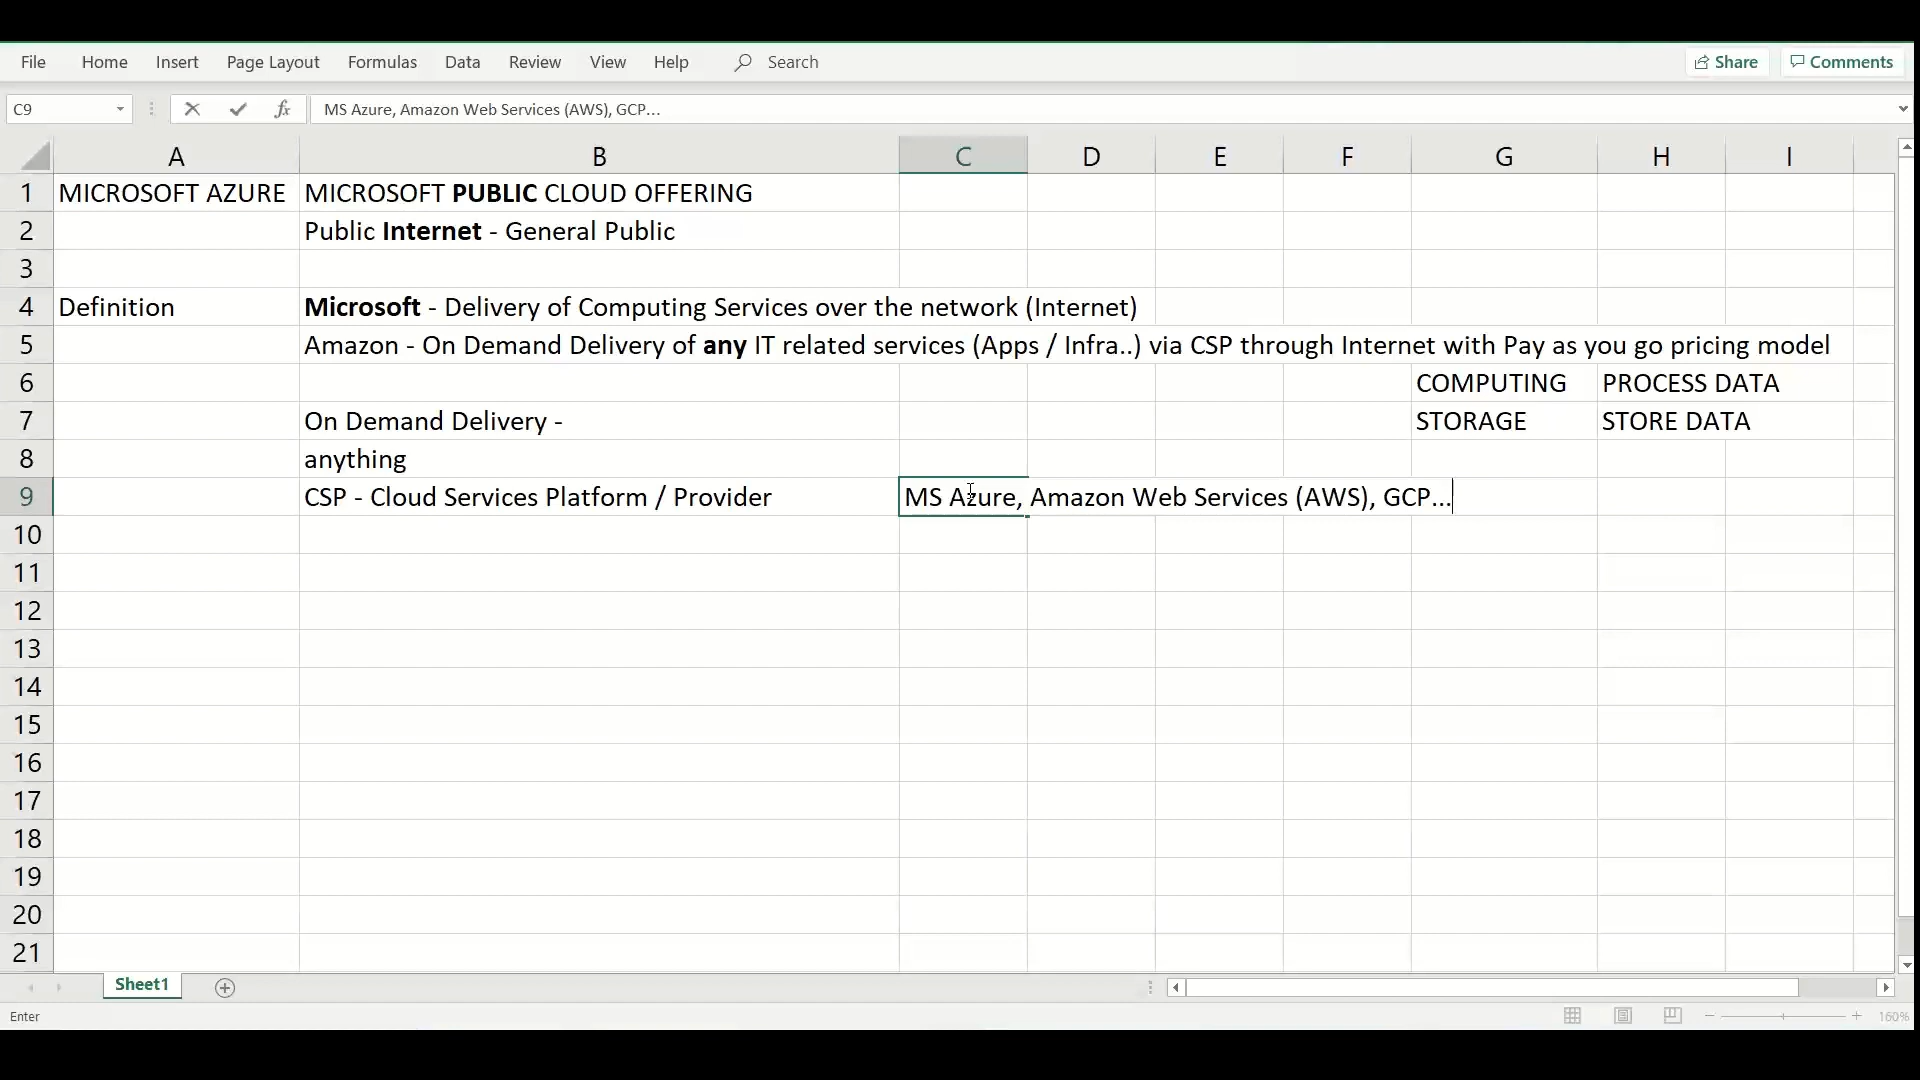 File Home Insert Page Layout Formulas Data Review View Help Search Share Comments
C9 fx MS Azure, Amazon Web Services (AWS), GCP...
A B C D E F G H I
1 MICROSOFT AZURE MICROSOFT PUBLIC CLOUD OFFERING
2 Public Internet - General Public
3
4 Definition Microsoft - Delivery of Computing Services over the network (Internet)
5 Amazon - On Demand Delivery of any IT related services (Apps / Infra..) via CSP through Internet with Pay as you go pricing model
6 COMPUTING PROCESS DATA
7 On Demand Delivery - STORAGE STORE DATA
8 anything
9 CSP - Cloud Services Platform / Provider MS Azure, Amazon Web Services (AWS), GCP...
10
11
12
13
14
15
16
17
18
19
20
21
Sheet1
Enter 160%